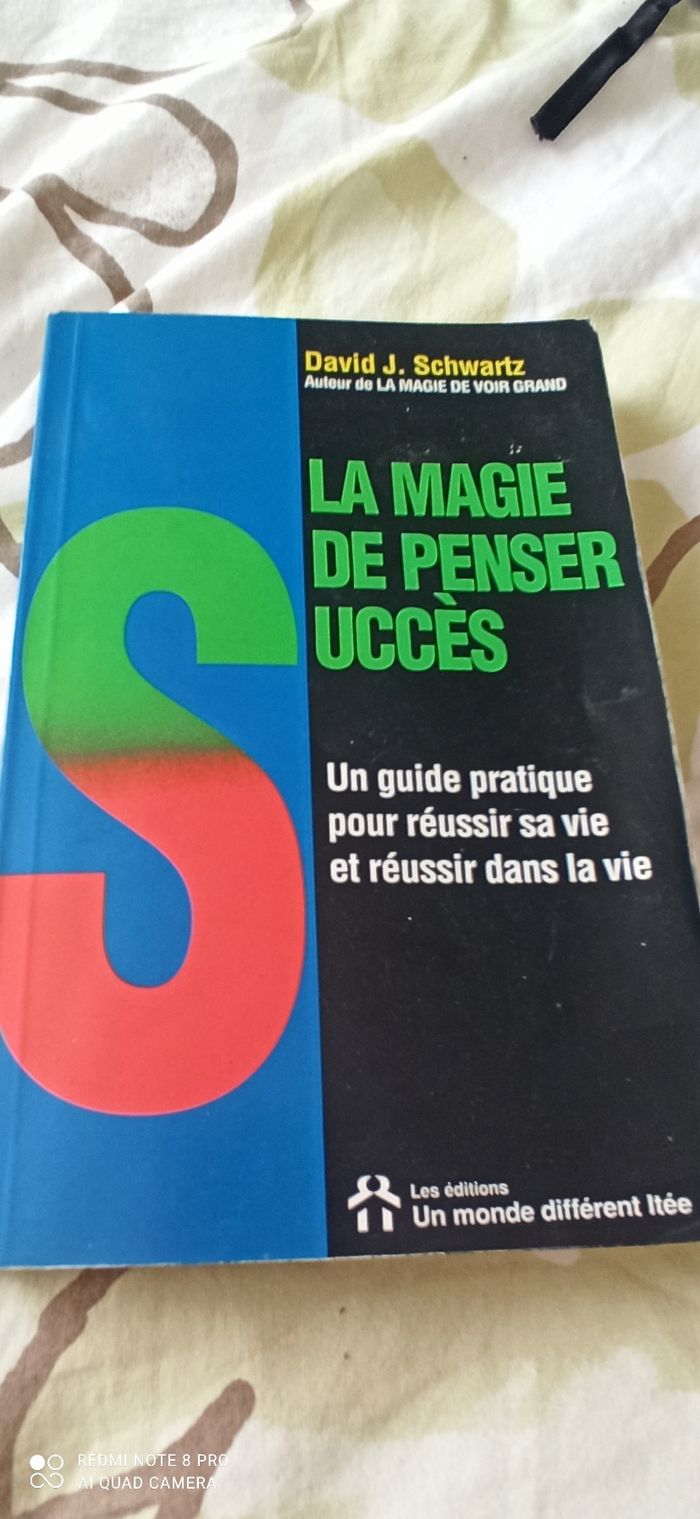 David J. Schwartz
Auteur de LA MAGIE DE VOIR GRAND
LA MAGIE
DE PENSER
SUCCÈS
Un guide pratique
pour réussir sa vie
et réussir dans la vie
Les éditions
Un monde différent ltée
REDMI NOTE 8 PRO
AI QUAD CAMERA